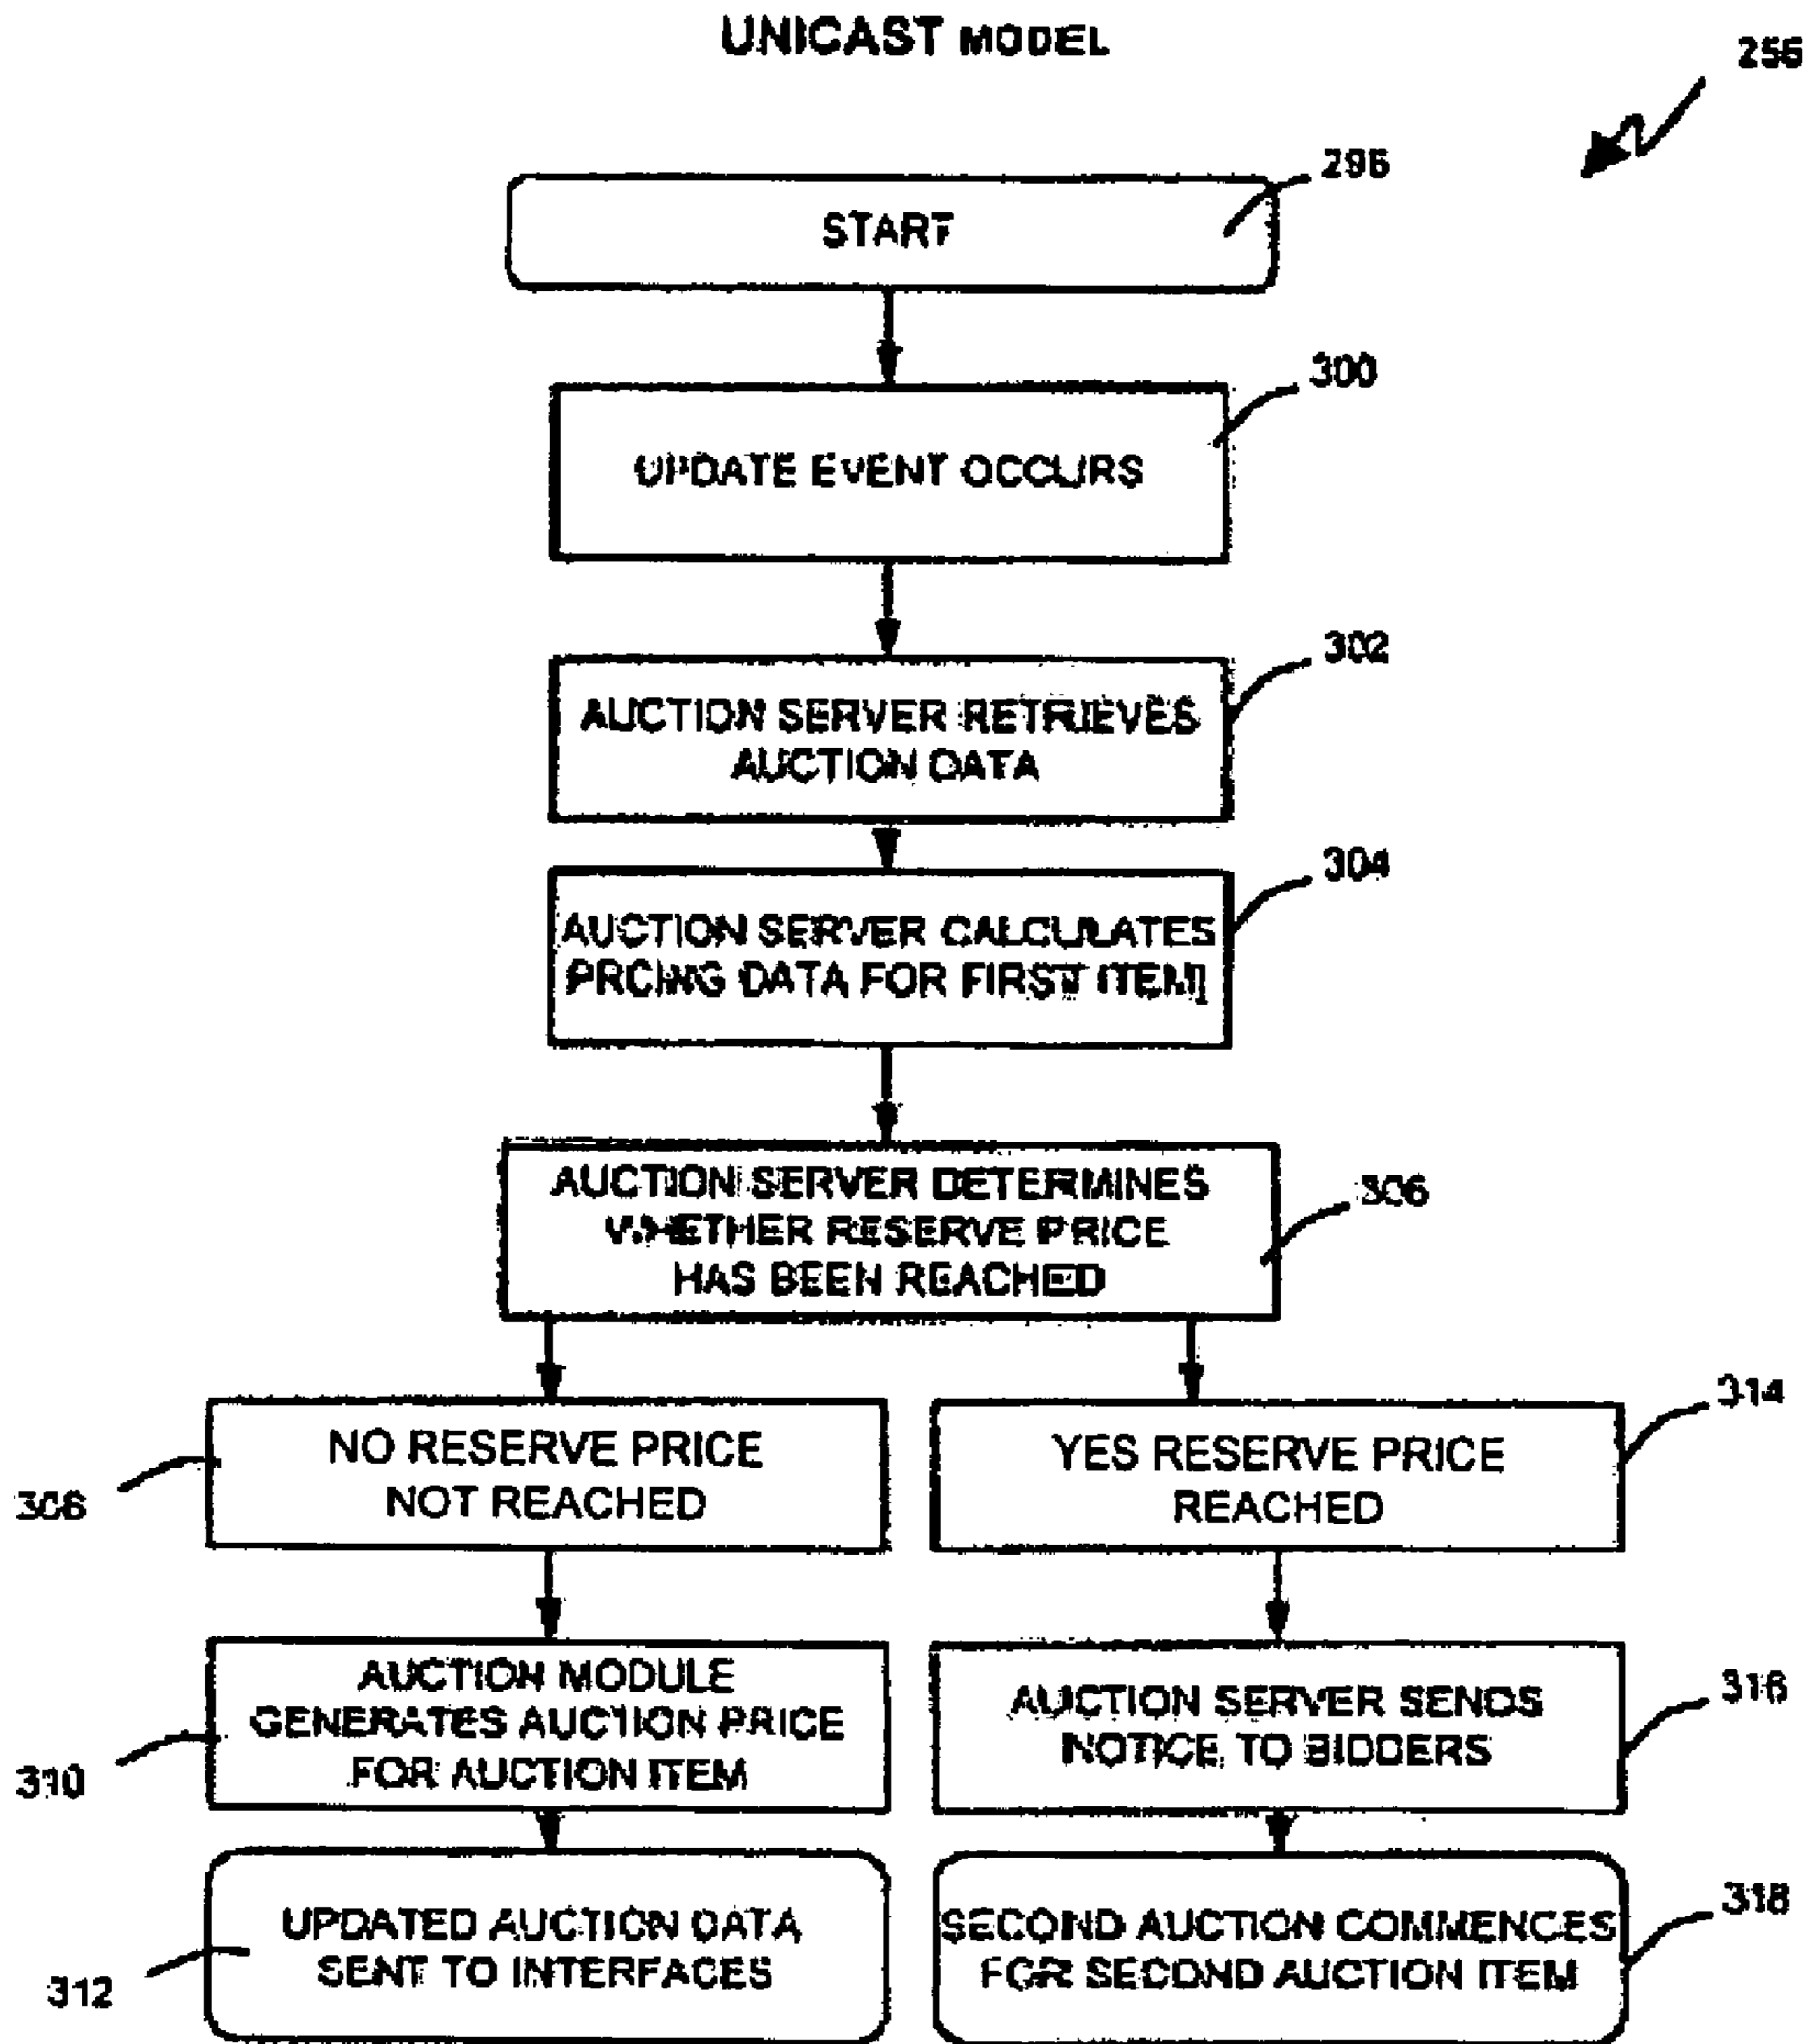 UNICAST MODEL
256
296
START
300
UPDATE EVENT OCCURS
302
AUCTION SERVER RETRIEVES
AUCTION DATA
304
AUCTION SERVER CALCULATES
DATA FOR FIRST ITEM
306
AUCTION SERVER DETERMINES
WHETHER RESERVE PRICE
HAS BEEN REACHED
NO RESERVE PRICE
NOT REACHED
314
YES RESERVE PRICE
REACHED
310
AUCTION MODULE
GENERATES AUCTION PRICE
FOR AUCTION ITEM
316
AUCTION SERVER SENDS
NOTICE TO BIDDERS
312
UPDATED AUCTION DATA
SENT TO INTERFACES
318
SECOND AUCTION COMMENCES
FOR SECOND AUCTION ITEM